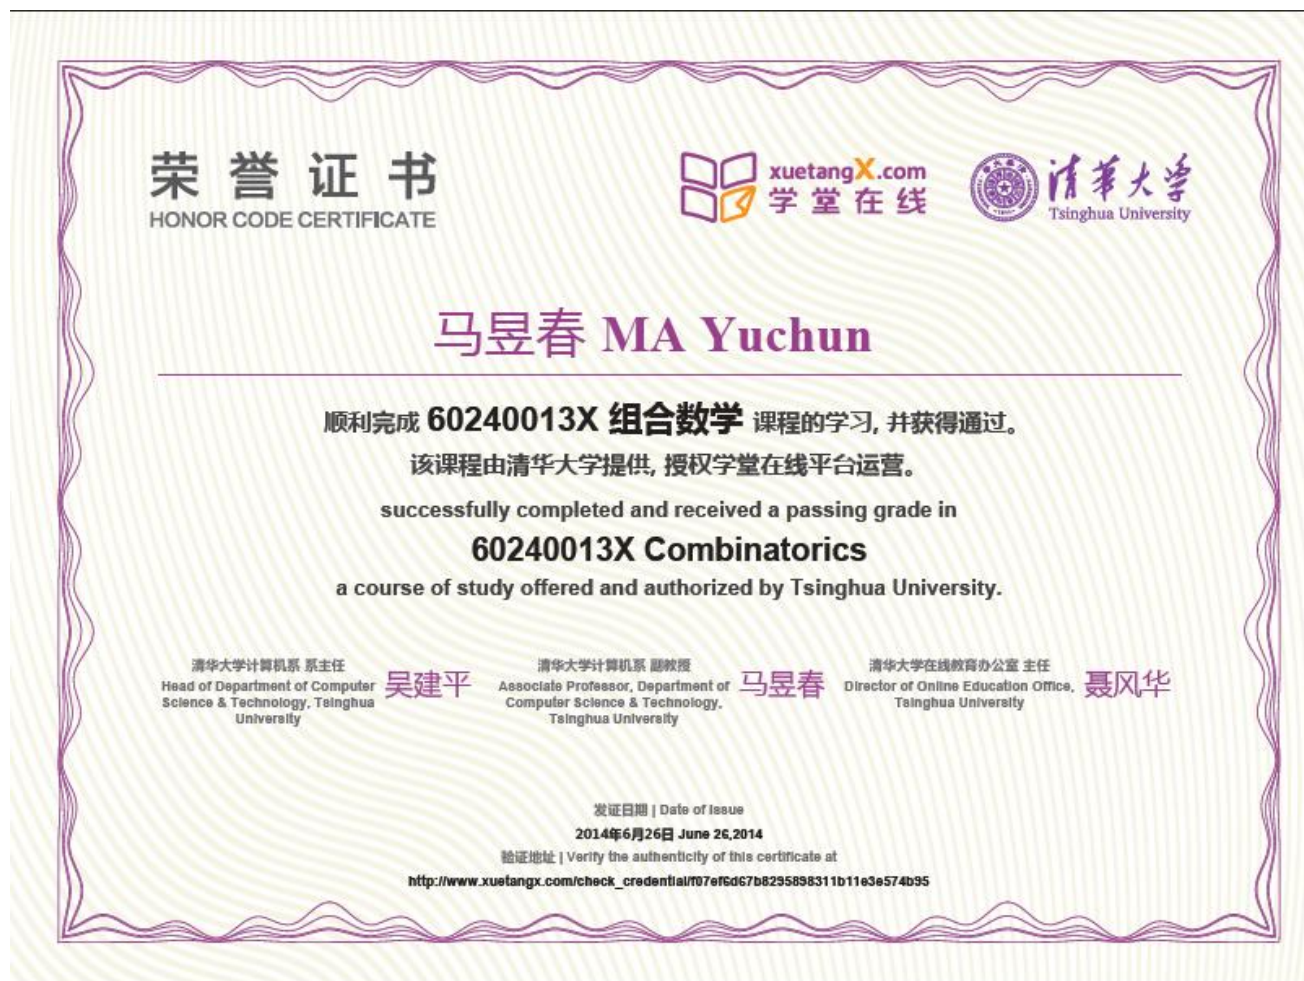 荣誉证书
HONOR CODE CERTIFICATE
xuetangX.com
学堂在线
清华大学
Tsinghua University
马昱春 MA Yuchun
顺利完成 60240013X 组合数学 课程的学习, 并获得通过。
该课程由清华大学提供, 授权学堂在线平台运营。
successfully completed and received a passing grade in
60240013X Combinatorics
a course of study offered and authorized by Tsinghua University.
清华大学计算机系 系主任
Head of Department of Computer
Science & Technology, Tsinghua
University
吴建平
清华大学计算机系 副教授
Associate Professor, Department of
Computer Science & Technology,
Tsinghua University
马昱春
清华大学在线教育办公室 主任
Director of Online Education Office,
Tsinghua University
聂风华
发证日期 | Date of Issue
2014年6月26日 June 26,2014
验证地址 | Verify the authenticity of this certificate at
http://www.xuetangx.com/check_credential/f07ef6d67b8295898311b11e3e574b95